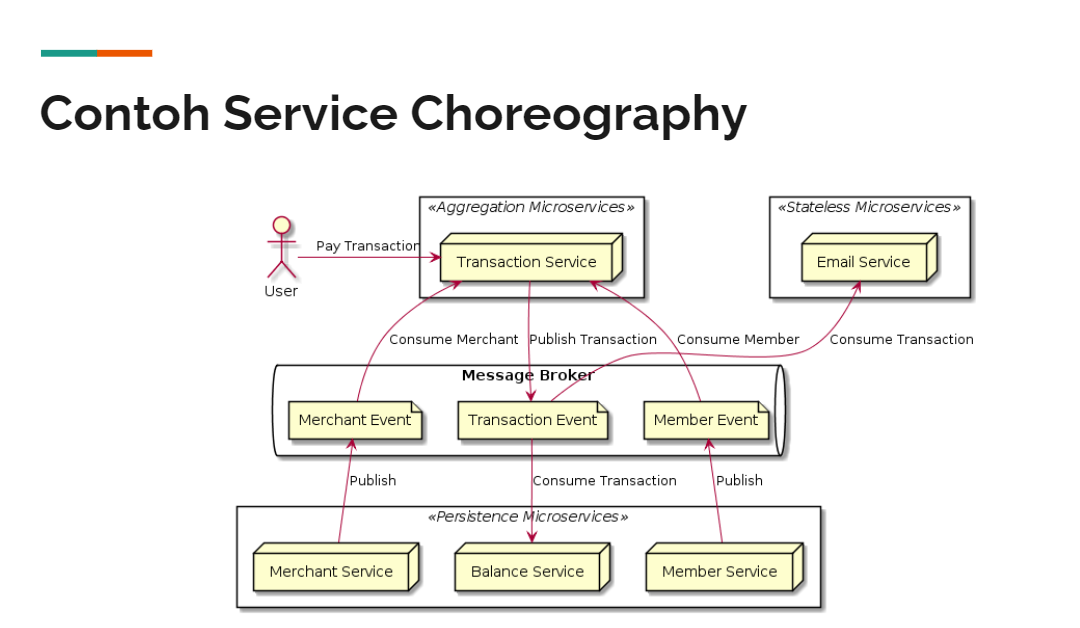 Contoh Service Choreography
«Aggregation Microservices»
«Stateless Microservices»
Pay Transaction
Transaction Service
Email Service
User
Consume Merchant
Publish Transaction
Consume Member
Consume Transaction
Message Broker
Merchant Event
Transaction Event
Member Event
Publish
Consume Transaction
Publish
«Persistence Microservices»
Merchant Service
Balance Service
Member Service